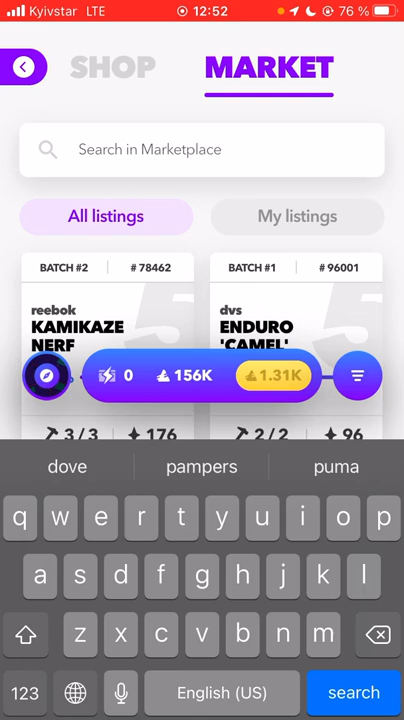 Kyivstar LTE 12:52 76 %
SHOP MARKET
Search in Marketplace
All listings My listings
BATCH #2 # 78462 BATCH #1 # 96001
reebok dvs
KAMIKAZE ENDURO
NERF 'CAMEL'
0 156K 1.31K
3/3 176 2/2 96
dove pampers puma
q w e r t y u i o p
a s d f g h j k l
z x c v b n m
123 English (US) search